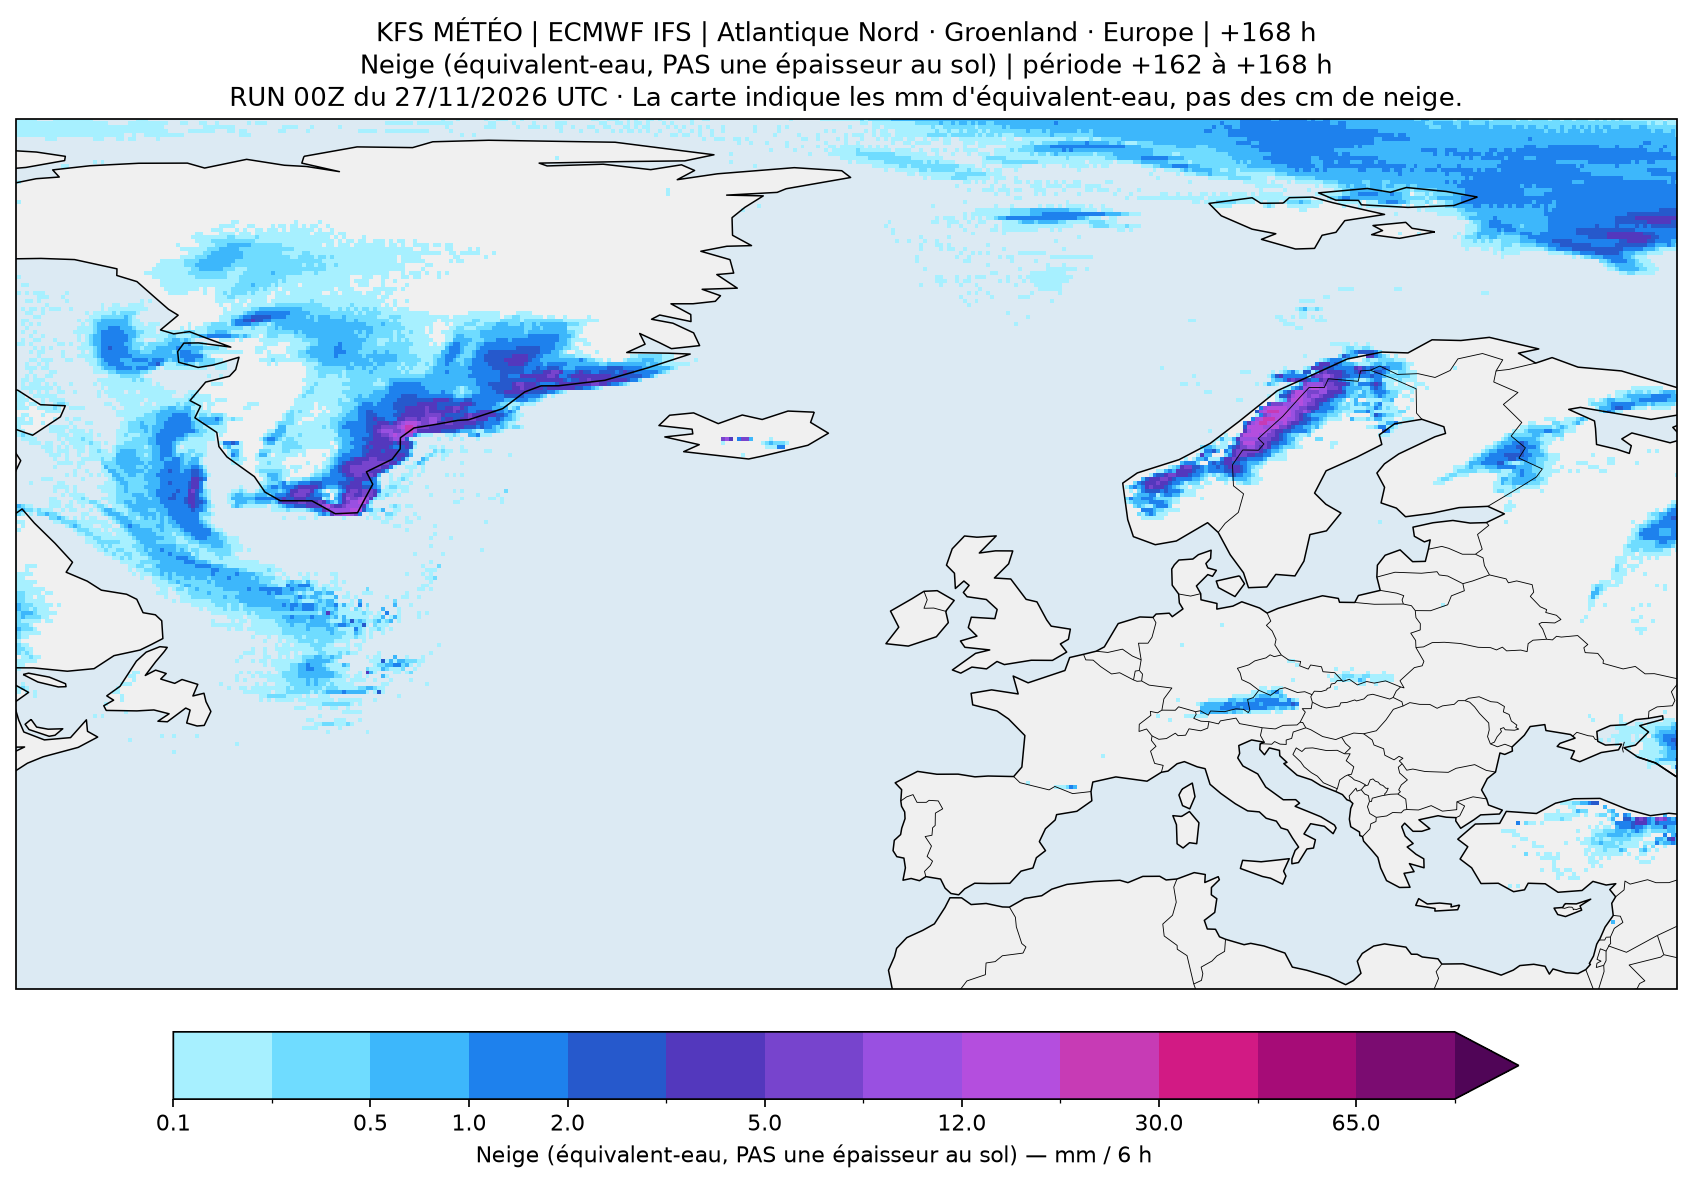 KFS MÉTÉO | ECMWF IFS | Atlantique Nord · Groenland · Europe | +168 h
Neige (équivalent-eau, PAS une épaisseur au sol) | période +162 à +168 h
RUN 00Z du 27/11/2026 UTC · La carte indique les mm d'équivalent-eau, pas des cm de neige.
0.1 0.5 1.0 2.0 5.0 12.0 30.0 65.0
Neige (équivalent-eau, PAS une épaisseur au sol) — mm / 6 h